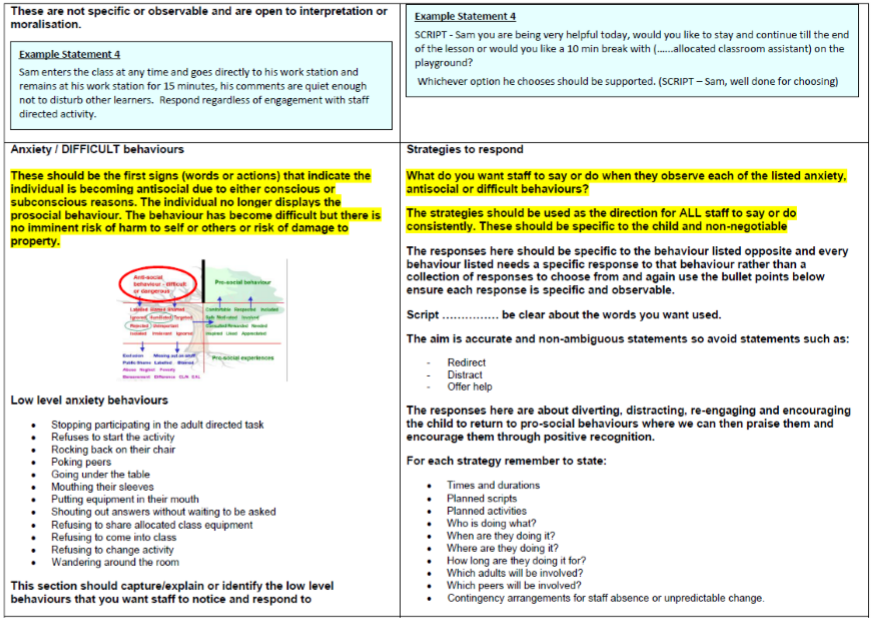 These are not specific or observable and are open to interpretation or
moralisation.
Example Statement 4
Sam enters the class at any time and goes directly to his work station and
remains at his work station for 15 minutes, his comments are quiet enough
not to disturb other learners.  Respond regardless of engagement with staff
directed activity.
Example Statement 4
SCRIPT - Sam you are being very helpful today, would you like to stay and continue till the end
of the lesson or would you like a 10 min break with (......allocated classroom assistant) on the
playground?
Whichever option he chooses should be supported. (SCRIPT – Sam, well done for choosing)
Anxiety / DIFFICULT behaviours
These should be the first signs (words or actions) that indicate the
individual is becoming antisocial due to either conscious or
subconscious reasons. The individual no longer displays the
prosocial behaviour. The behaviour has become difficult but there is
no imminent risk of harm to self or others or risk of damage to
property.
Anti-social
behaviour - difficult
or dangerous
Pro-social behaviour
Pro-social experiences
Low level anxiety behaviours
• Stopping participating in the adult directed task
• Refuses to start the activity
• Rocking back on their chair
• Poking peers
• Going under the table
• Mouthing their sleeves
• Putting equipment in their mouth
• Shouting out answers without waiting to be asked
• Refusing to share allocated class equipment
• Refusing to come into class
• Refusing to change activity
• Wandering around the room
This section should capture/explain or identify the low level
behaviours that you want staff to notice and respond to
Strategies to respond
What do you want staff to say or do when they observe each of the listed anxiety,
antisocial or difficult behaviours?
The strategies should be used as the direction for ALL staff to say or do
consistently. These should be specific to the child and non-negotiable
The responses here should be specific to the behaviour listed opposite and every
behaviour listed needs a specific response to that behaviour rather than a
collection of responses to choose from and again use the bullet points below
ensure each response is specific and observable.
Script …………… be clear about the words you want used.
The aim is accurate and non-ambiguous statements so avoid statements such as:
- Redirect
- Distract
- Offer help
The responses here are about diverting, distracting, re-engaging and encouraging
the child to return to pro-social behaviours where we can then praise them and
encourage them through positive recognition.
For each strategy remember to state:
• Times and durations
• Planned scripts
• Planned activities
• Who is doing what?
• When are they doing it?
• Where are they doing it?
• How long are they doing it for?
• Which adults will be involved?
• Which peers will be involved?
• Contingency arrangements for staff absence or unpredictable change.